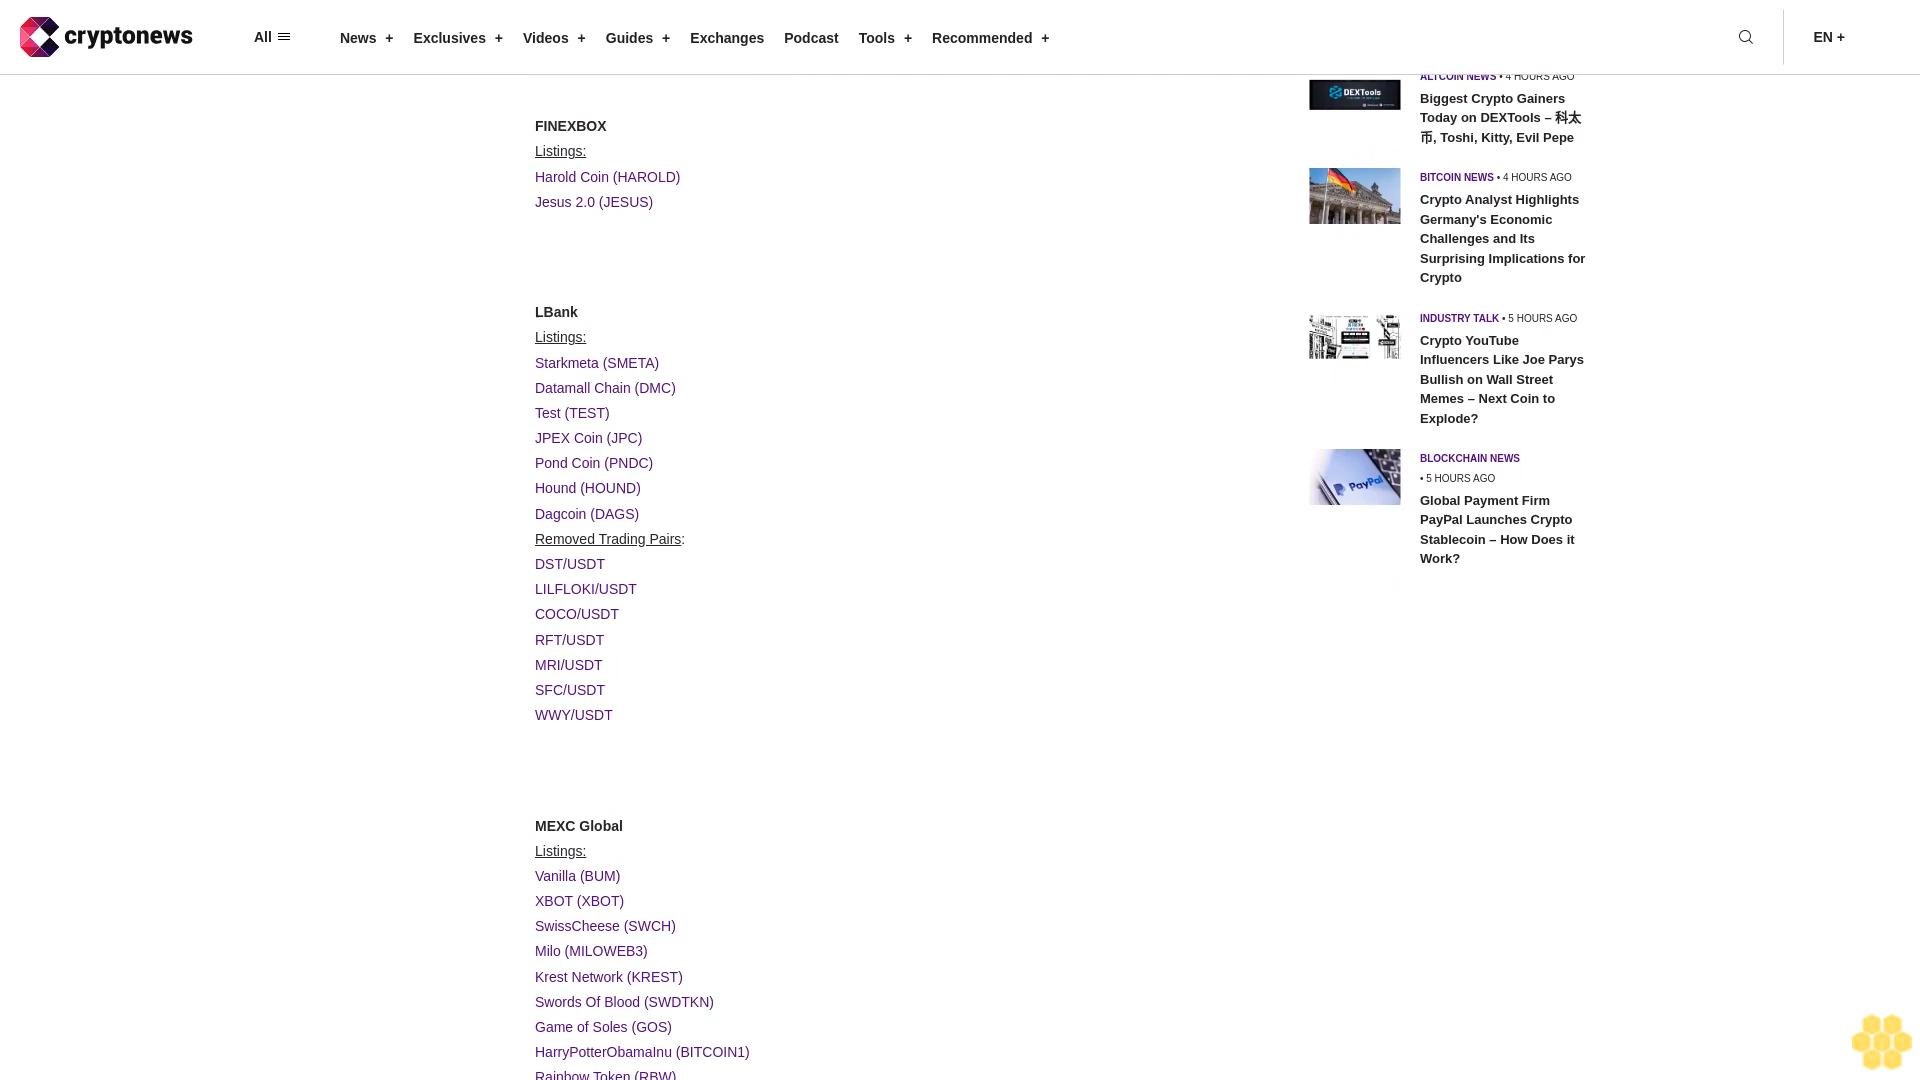 cryptonews
All
News +
Exclusives +
Videos +
Guides +
Exchanges
Podcast
Tools +
Recommended +
EN +
FINEXBOX
Listings:
Harold Coin (HAROLD)
Jesus 2.0 (JESUS)
LBank
Listings:
Starkmeta (SMETA)
Datamall Chain (DMC)
Test (TEST)
JPEX Coin (JPC)
Pond Coin (PNDC)
Hound (HOUND)
Dagcoin (DAGS)
Removed Trading Pairs:
DST/USDT
LILFLOKI/USDT
COCO/USDT
RFT/USDT
MRI/USDT
SFC/USDT
WWY/USDT
MEXC Global
Listings:
Vanilla (BUM)
XBOT (XBOT)
SwissCheese (SWCH)
Milo (MILOWEB3)
Krest Network (KREST)
Swords Of Blood (SWDTKN)
Game of Soles (GOS)
HarryPotterObamaInu (BITCOIN1)
Rainbow Token (RBW)
DEXTools
ALTCOIN NEWS • 4 HOURS AGO
Biggest Crypto Gainers
Today on DEXTools – 科太
币, Toshi, Kitty, Evil Pepe
BITCOIN NEWS • 4 HOURS AGO
Crypto Analyst Highlights
Germany's Economic
Challenges and Its
Surprising Implications for
Crypto
INDUSTRY TALK • 5 HOURS AGO
Crypto YouTube
Influencers Like Joe Parys
Bullish on Wall Street
Memes – Next Coin to
Explode?
PayPal
BLOCKCHAIN NEWS
• 5 HOURS AGO
Global Payment Firm
PayPal Launches Crypto
Stablecoin – How Does it
Work?